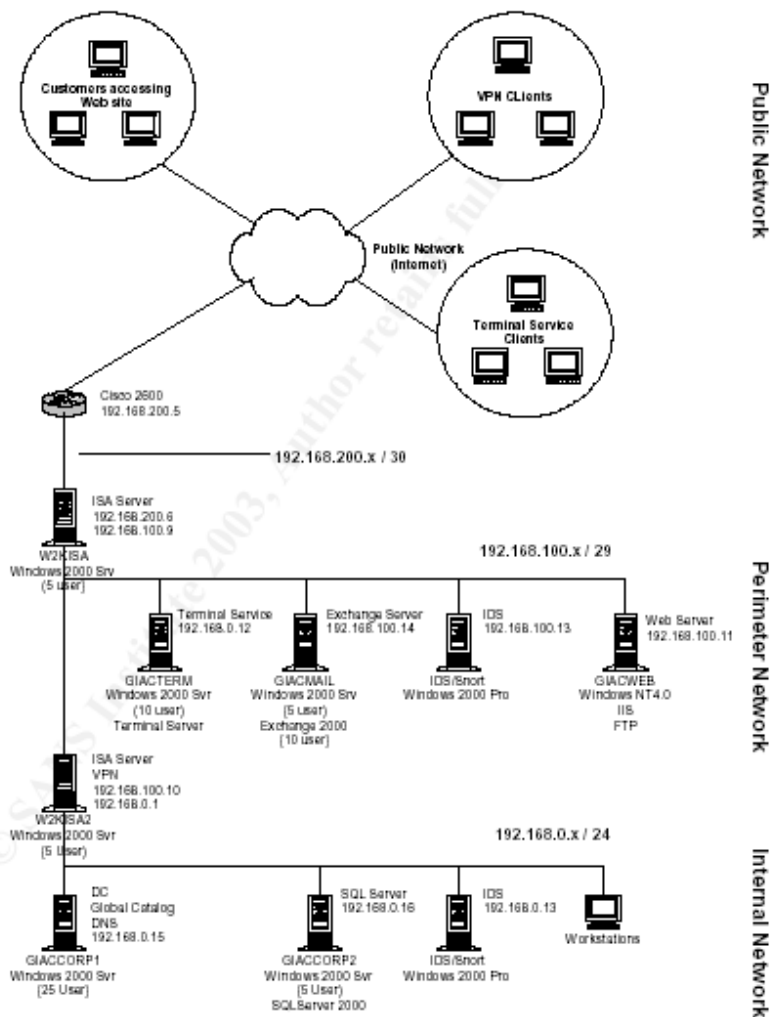 Customers accessing
Web site
VPN CLients
Public Network
Public Network
(Internet)
Terminal Service
Clients
Cisco 2600
192.168.200.5
192.168.200.x / 30
ISA Server
192.168.200.6
192.168.100.9
W2KISA
Windows 2000 Srv
(5 user)
192.168.100.x / 29
Perimeter Network
Terminal Service
192.168.0.12
GIACTERM
Windows 2000 Svr
(10 user)
Terminal Server
Exchange Server
192.168.100.14
GIACMAIL
Windows 2000 Srv
(5 user)
Exchange 2000
(10 user)
IDS
192.168.100.13
IDS/Snort
Windows 2000 Pro
Web Server
192.168.100.11
GIACWEB
Windows NT4.0
IIS
FTP
ISA Server
VPN
192.168.100.10
192.168.0.1
W2KISA2
Windows 2000 Svr
(5 User)
192.168.0.x / 24
Internal Network
DC
Global Catalog
DNS
192.168.0.15
GIACCORP1
Windows 2000 Svr
(25 User)
SQL Server
192.168.0.16
GIACCORP2
Windows 2000 Svr
(5 User)
SQLServer 2000
IDS
192.168.0.13
IDS/Snort
Windows 2000 Pro
Workstations
© SANS Institute 2003, Author retains full